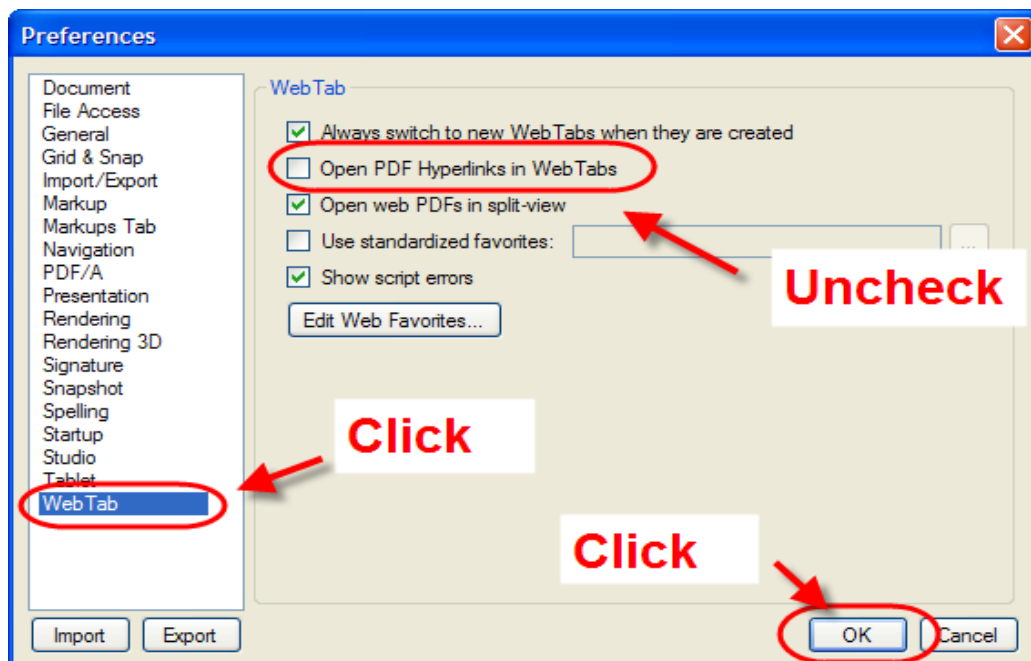 Preferences
Document
File Access
General
Grid & Snap
Import/Export
Markup
Markups Tab
Navigation
PDF/A
Presentation
Rendering
Rendering 3D
Signature
Snapshot
Spelling
Startup
Studio
Tablet
WebTab
WebTab
Always switch to new WebTabs when they are created
Open PDF Hyperlinks in WebTabs
Open web PDFs in split-view
Use standardized favorites:
...
Show script errors
Edit Web Favorites...
Uncheck
Click
Click
Import
Export
OK
Cancel